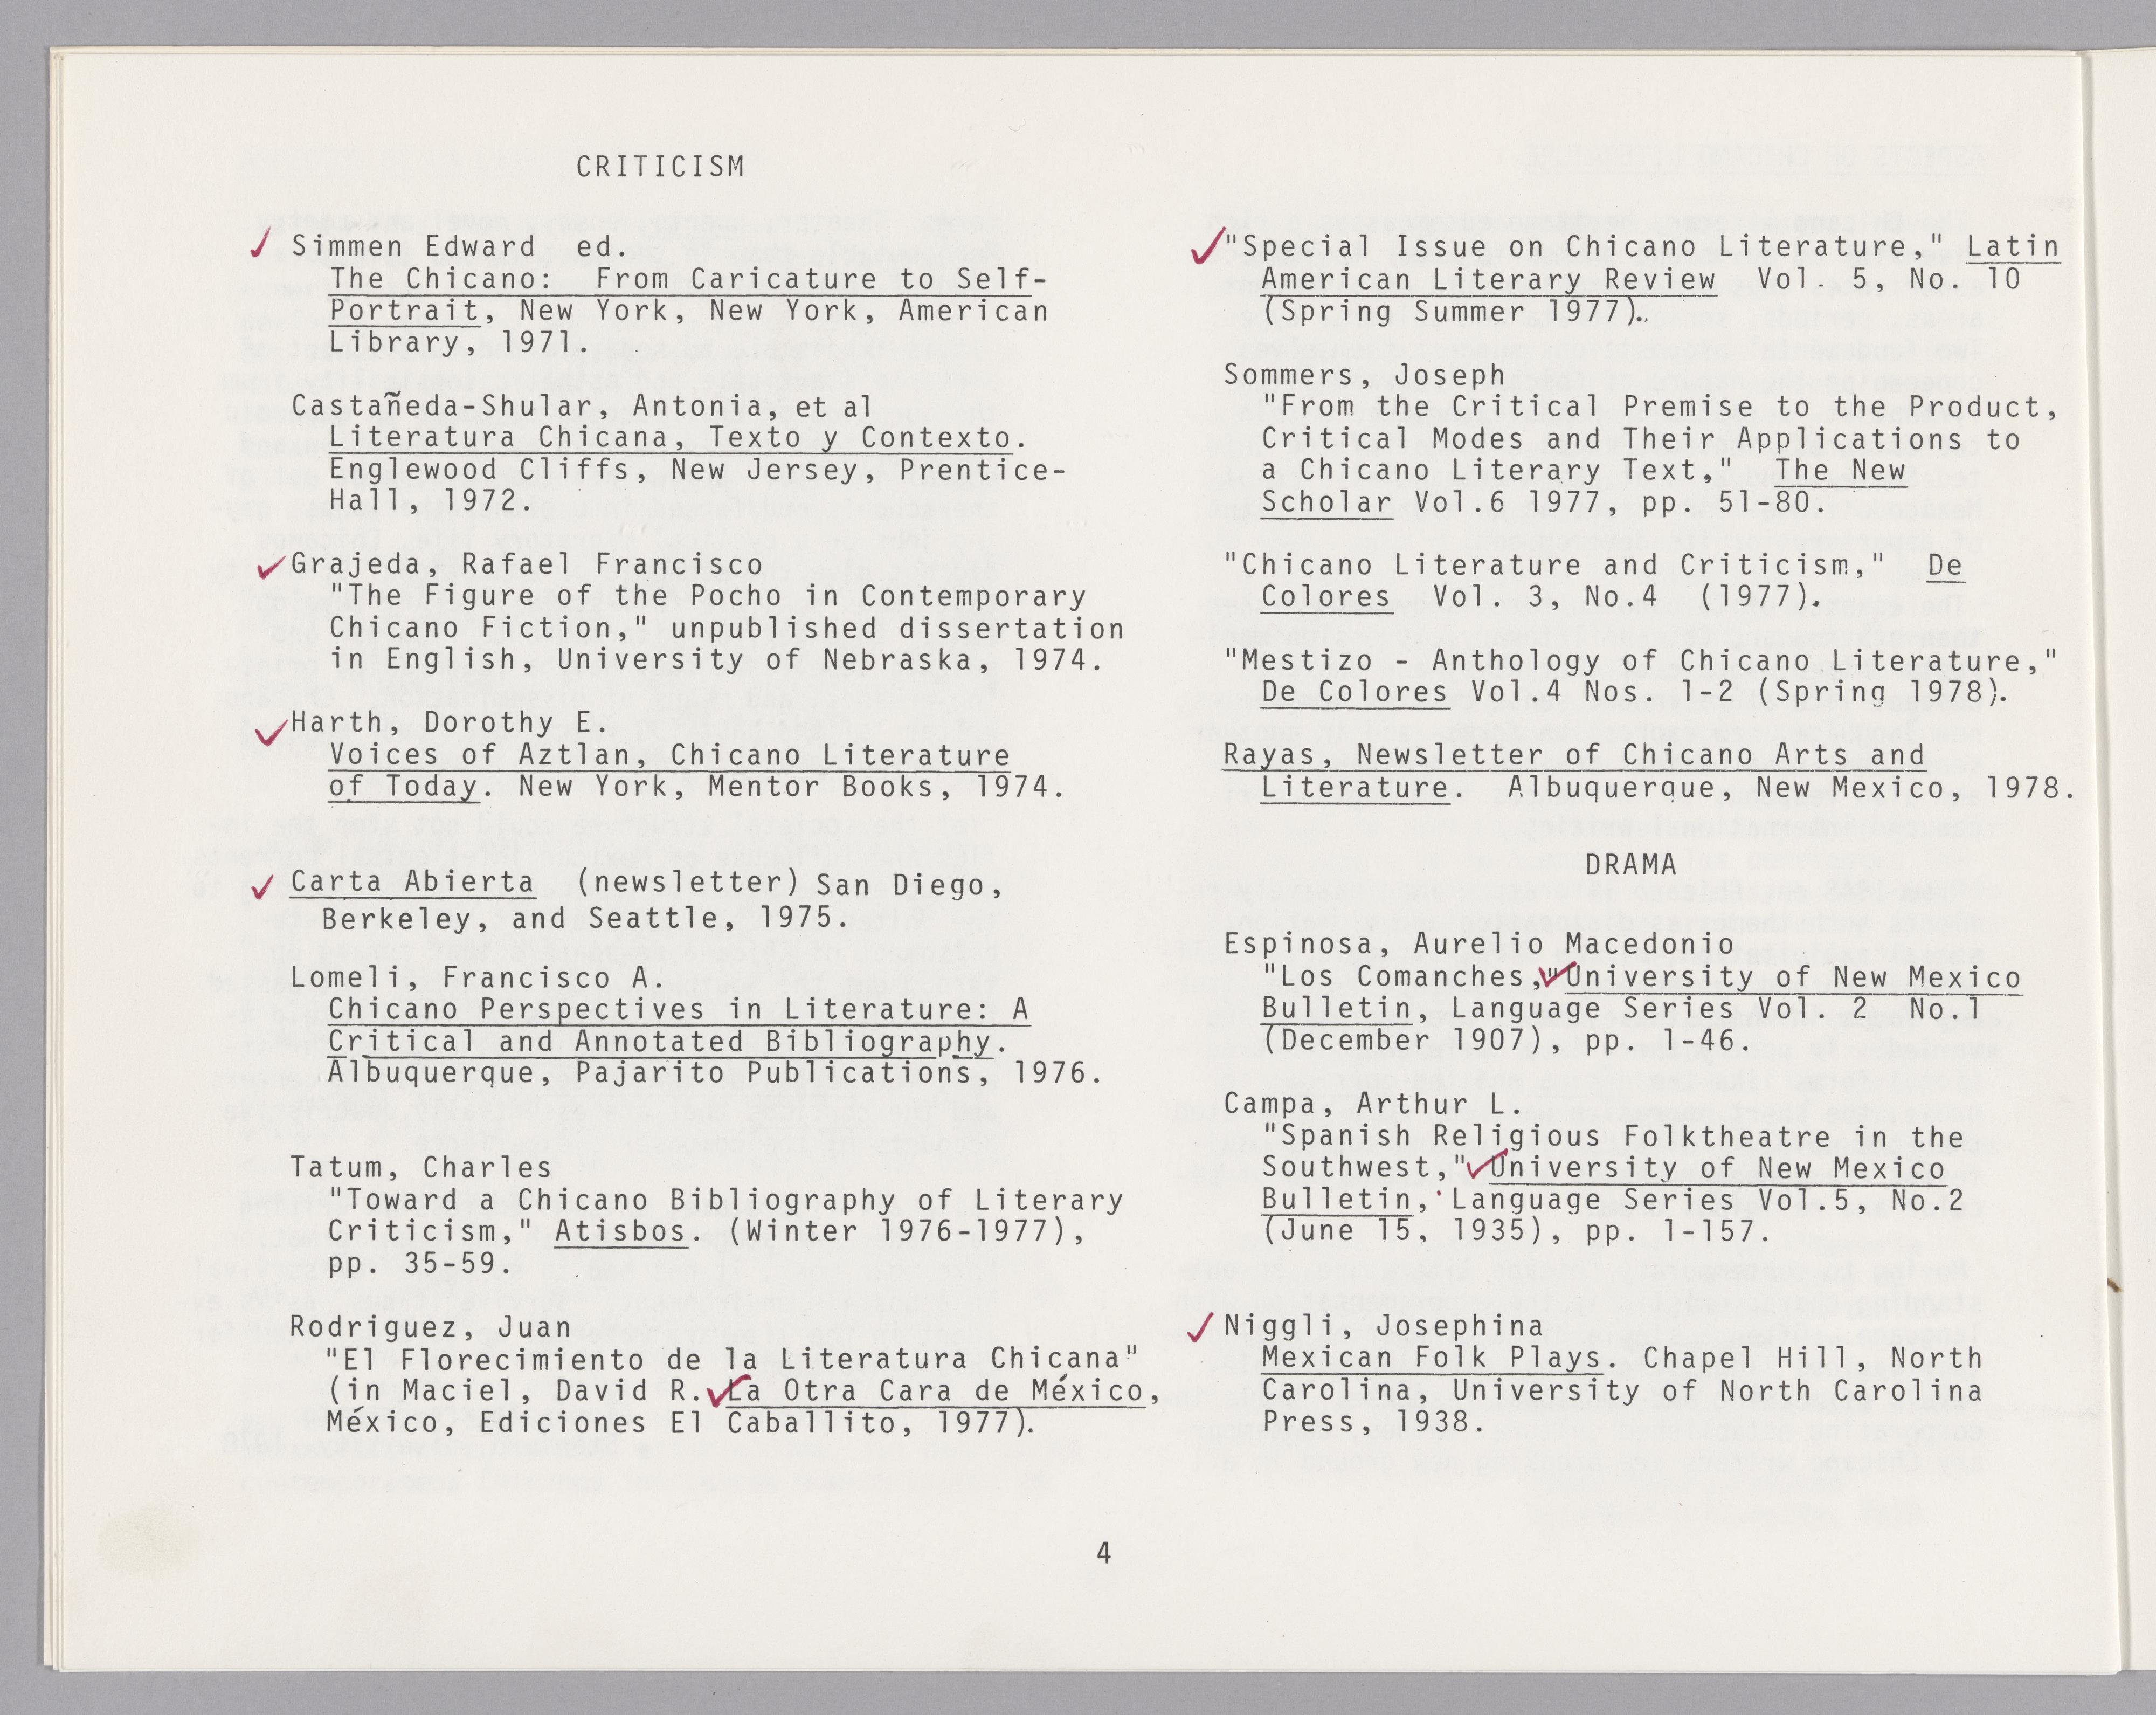 CRITICISM
Simmen Edward ed.
The Chicano: From Caricature to Self-
Portrait, New York, New York, American
Library, 1971.
Castañeda-Shular, Antonia, et al
Literatura Chicana, Texto y Contexto.
Englewood Cliffs, New Jersey, Prentice-
Hall, 1972.
Grajeda, Rafael Francisco
"The Figure of the Pocho in Contemporary
Chicano Fiction," unpublished dissertation
in English, University of Nebraska, 1974.
Harth, Dorothy E.
Voices of Aztlan, Chicano Literature
of Today. New York, Mentor Books, 1974.
Carta Abierta (newsletter) San Diego,
Berkeley, and Seattle, 1975.
Lomeli, Francisco A.
Chicano Perspectives in Literature: A
Critical and Annotated Bibliography.
Albuquerque, Pajarito Publications, 1976.
Tatum, Charles
"Toward a Chicano Bibliography of Literary
Criticism," Atisbos. (Winter 1976-1977),
pp. 35-59.
Rodriguez, Juan
"El Florecimiento de la Literatura Chicana"
(in Maciel, David R. La Otra Cara de México,
México, Ediciones El Caballito, 1977).
"Special Issue on Chicano Literature," Latin
American Literary Review Vol. 5, No. 10
(Spring Summer 1977).
Sommers, Joseph
"From the Critical Premise to the Product,
Critical Modes and Their Applications to
a Chicano Literary Text," The New
Scholar Vol.6 1977, pp. 51-80.
"Chicano Literature and Criticism," De
Colores Vol. 3, No.4 (1977).
"Mestizo - Anthology of Chicano Literature,"
De Colores Vol.4 Nos. 1-2 (Spring 1978).
Rayas, Newsletter of Chicano Arts and
Literature. Albuquerque, New Mexico, 1978.
DRAMA
Espinosa, Aurelio Macedonio
"Los Comanches," University of New Mexico
Bulletin, Language Series Vol. 2 No.1
(December 1907), pp. 1-46.
Campa, Arthur L.
"Spanish Religious Folktheatre in the
Southwest," University of New Mexico
Bulletin, Language Series Vol.5, No.2
(June 15, 1935), pp. 1-157.
Niggli, Josephina
Mexican Folk Plays. Chapel Hill, North
Carolina, University of North Carolina
Press, 1938.
4